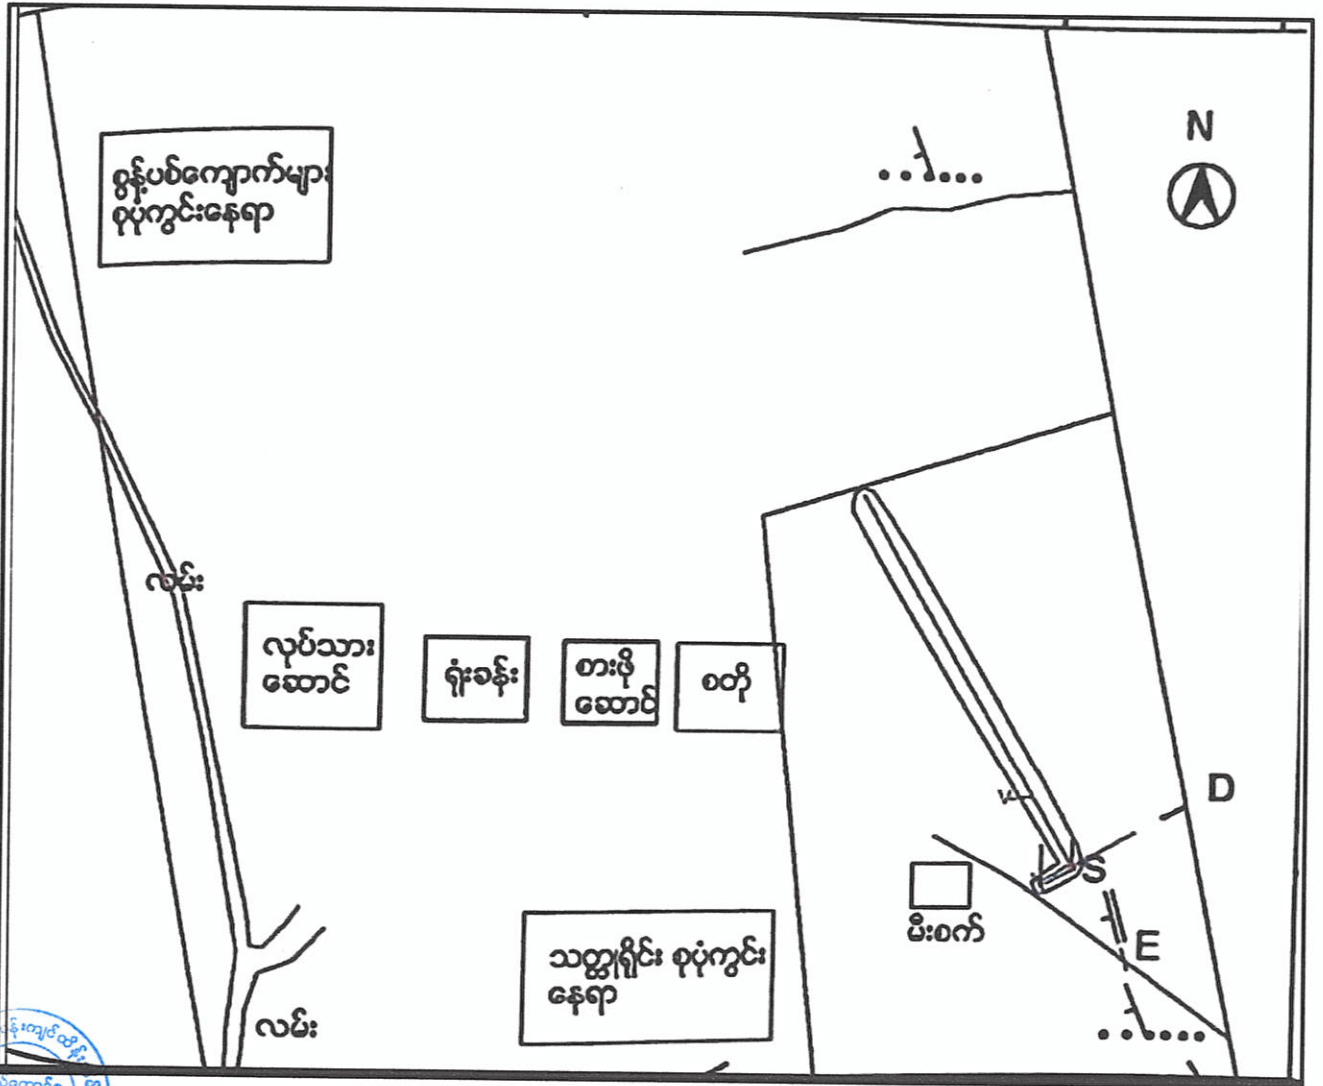 N
စွန့်ပစ်ကျောက်များ
စုပုံကွင်းနေရာ
လမ်း
လုပ်သား
ဆောင်
ရုံးခန်း
စားဖို
ဆောင်
စတို
D
S
မီးစက်
E
သတ္တုရိုင်း စုပုံကွင်း
နေရာ
လမ်း